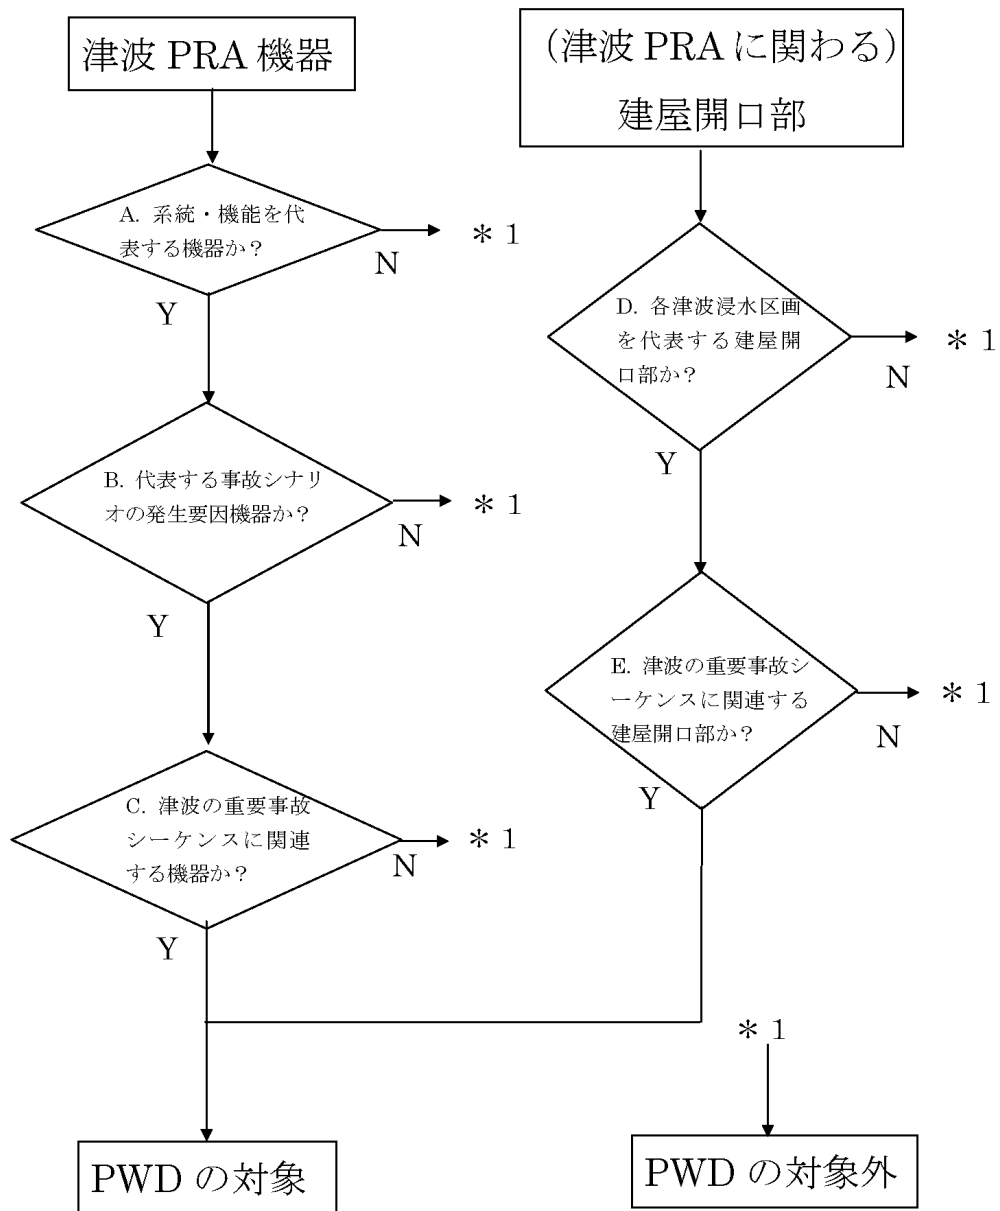 津波 PRA 機器
A. 系統・機能を代
表する機器か？
N
＊1
Y
B. 代表する事故シナリ
オの発生要因機器か？
N
＊1
Y
C. 津波の重要事故
シーケンスに関連
する機器か？
N
＊1
Y
PWD の対象
（津波 PRA に関わる）
建屋開口部
D. 各津波浸水区画
を代表する建屋開
口部か？
N
＊1
Y
E. 津波の重要事故シ
ーケンスに関連する
建屋開口部か？
N
＊1
Y
＊1
PWD の対象外